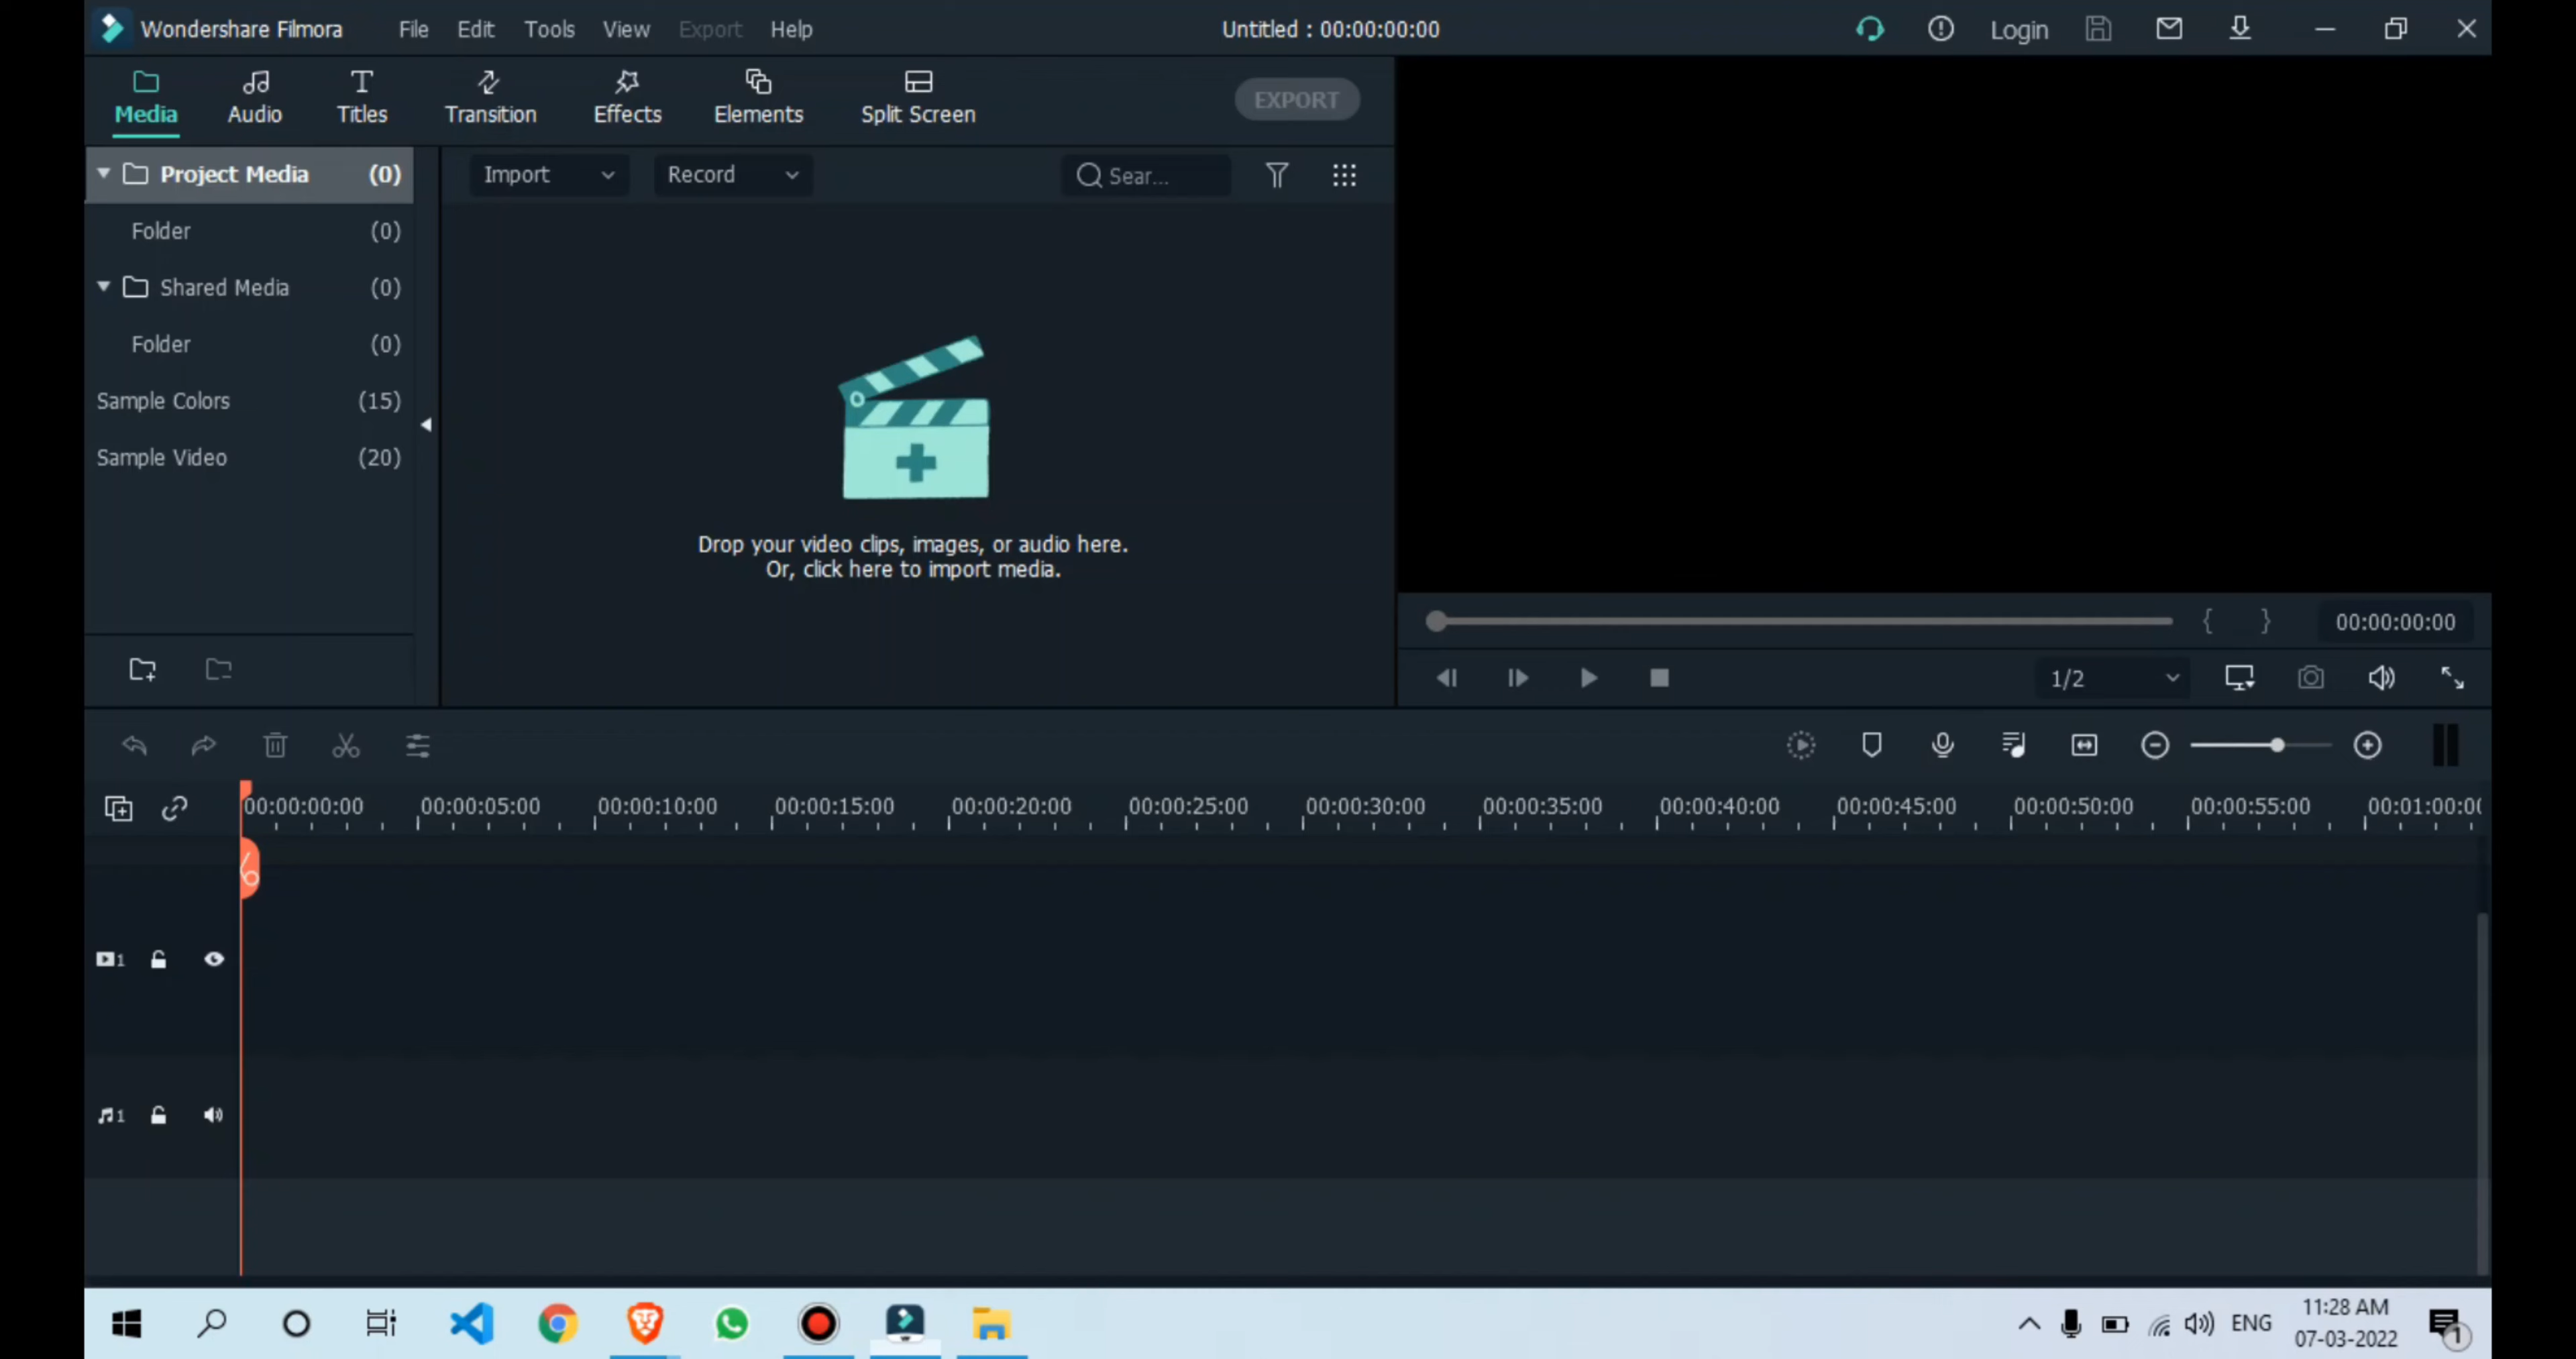 Wondershare Filmora File Edit Tools View Export Help Untitled : 00:00:00:00 Login
Media Audio Titles Transition Effects Elements Split Screen EXPORT
Project Media (0) Import Record Sear...
Folder (0)
Shared Media (0)
Folder (0)
Sample Colors (15)
Sample Video (20)
Drop your video clips, images, or audio here.
Or, click here to import media.
{ } 00:00:00:00
1/2
00:00:00:00 00:00:05:00 00:00:10:00 00:00:15:00 00:00:20:00 00:00:25:00 00:00:30:00 00:00:35:00 00:00:40:00 00:00:45:00 00:00:50:00 00:00:55:00 00:01:00:0
1
1
ENG 11:28 AM
07-03-2022 1